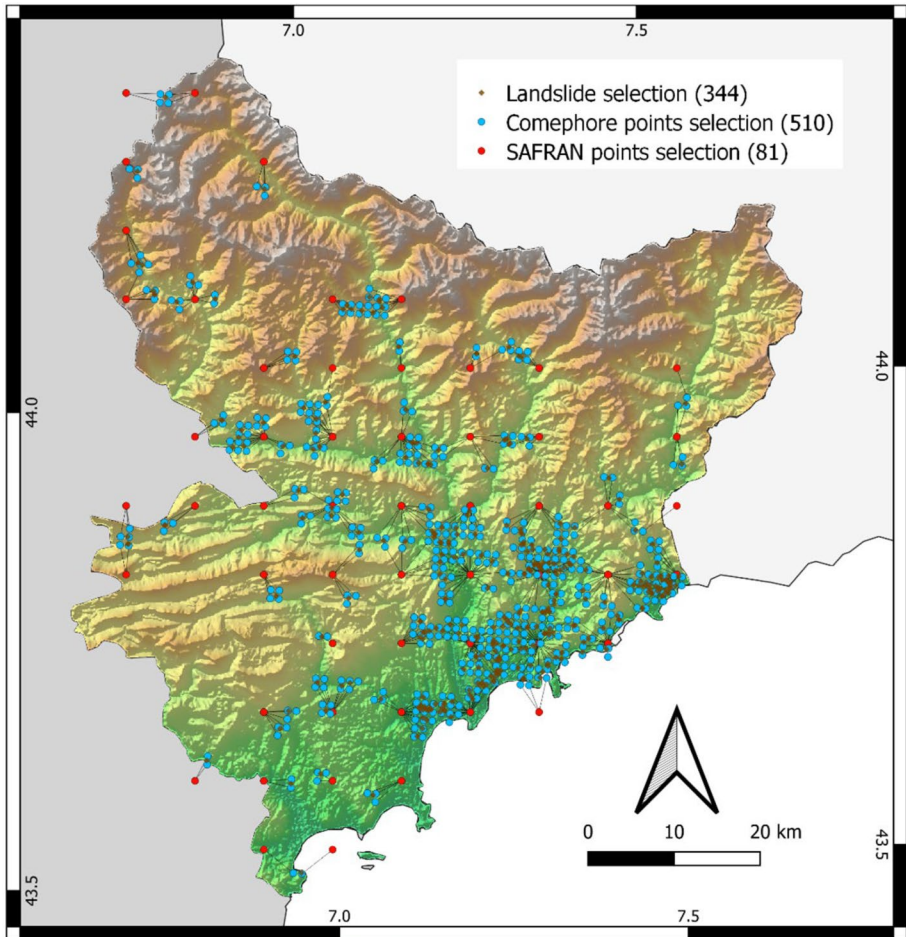 7.0 7.5
Landslide selection (344)
Comephore points selection (510)
SAFRAN points selection (81)
44.0
44.0
0 10 20 km
43.5
43.5
7.0 7.5